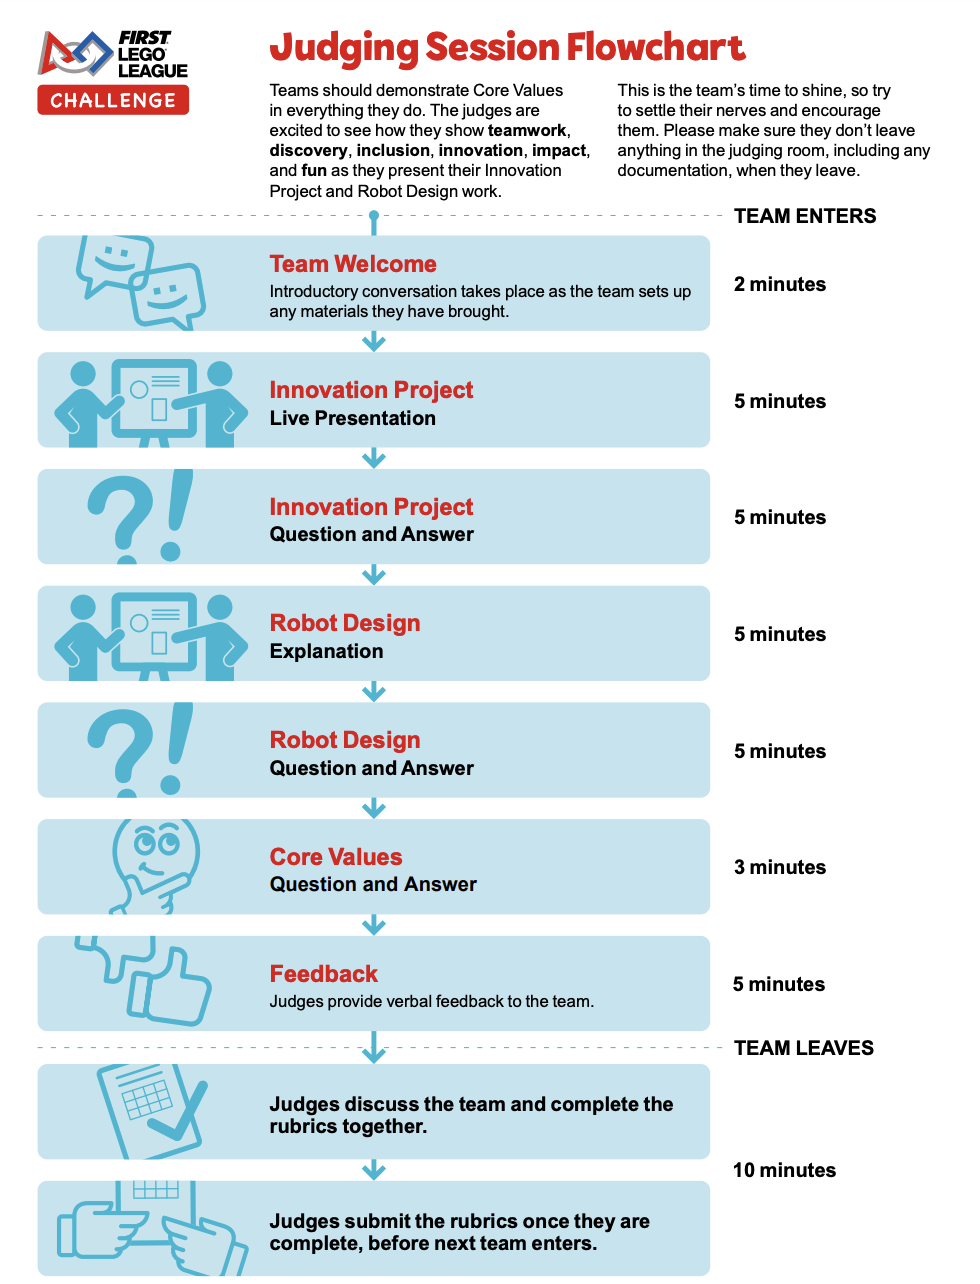 FIRST
LEGO
LEAGUE
CHALLENGE
Judging Session Flowchart
Teams should demonstrate Core Values
in everything they do. The judges are
excited to see how they show teamwork,
discovery, inclusion, innovation, impact,
and fun as they present their Innovation
Project and Robot Design work.
This is the team’s time to shine, so try
to settle their nerves and encourage
them. Please make sure they don’t leave
anything in the judging room, including any
documentation, when they leave.
TEAM ENTERS
Team Welcome
Introductory conversation takes place as the team sets up
any materials they have brought.
2 minutes
Innovation Project
Live Presentation
5 minutes
Innovation Project
Question and Answer
5 minutes
Robot Design
Explanation
5 minutes
Robot Design
Question and Answer
5 minutes
Core Values
Question and Answer
3 minutes
Feedback
Judges provide verbal feedback to the team.
5 minutes
TEAM LEAVES
Judges discuss the team and complete the
rubrics together.
10 minutes
Judges submit the rubrics once they are
complete, before next team enters.